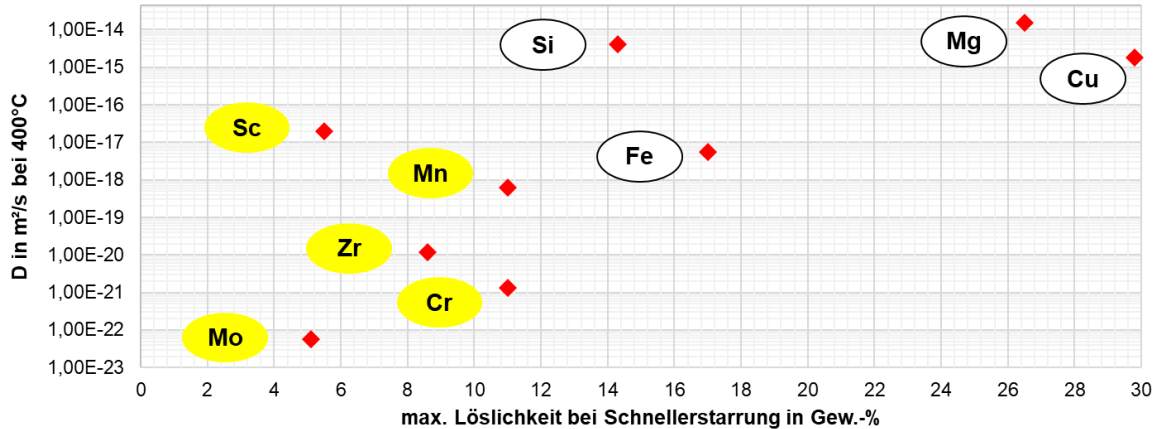 D in m²/s bei 400°C
1,00E-14
1,00E-15
1,00E-16
1,00E-17
1,00E-18
1,00E-19
1,00E-20
1,00E-21
1,00E-22
1,00E-23
Si
Mg
Cu
Sc
Fe
Mn
Zr
Cr
Mo
0 2 4 6 8 10 12 14 16 18 20 22 24 26 28 30
max. Löslichkeit bei Schnellerstarrung in Gew.-%